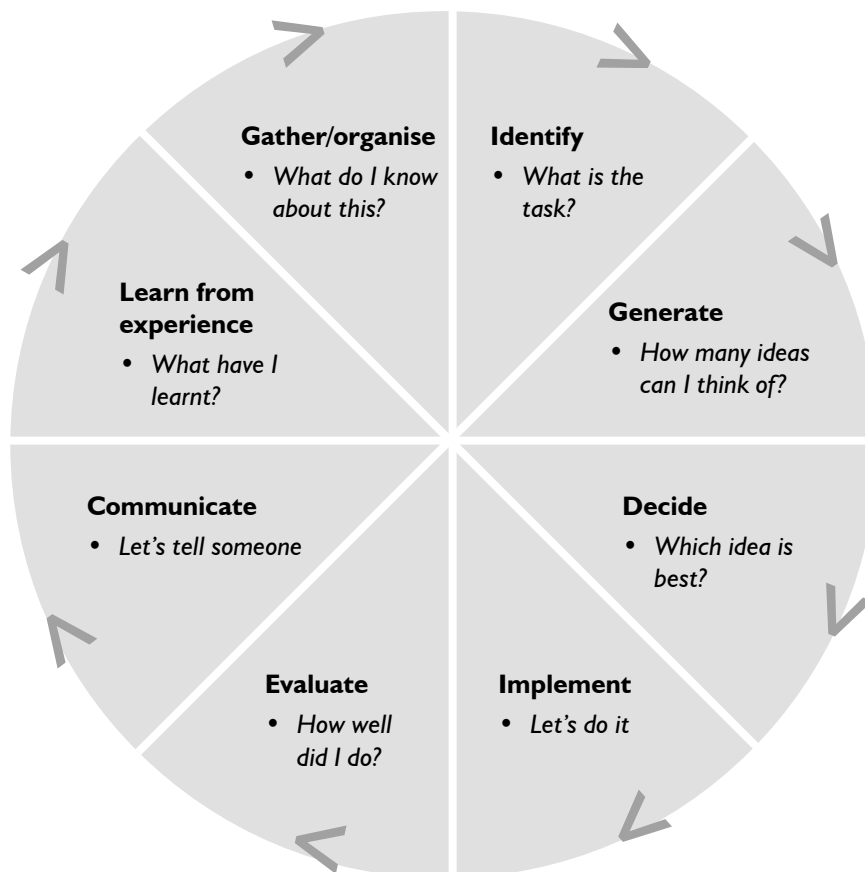 Gather/organise
• What do I know
about this?
Identify
• What is the
task?
Generate
• How many ideas
can I think of?
Decide
• Which idea is
best?
Implement
• Let’s do it
Evaluate
• How well
did I do?
Communicate
• Let’s tell someone
Learn from
experience
• What have I
learnt?